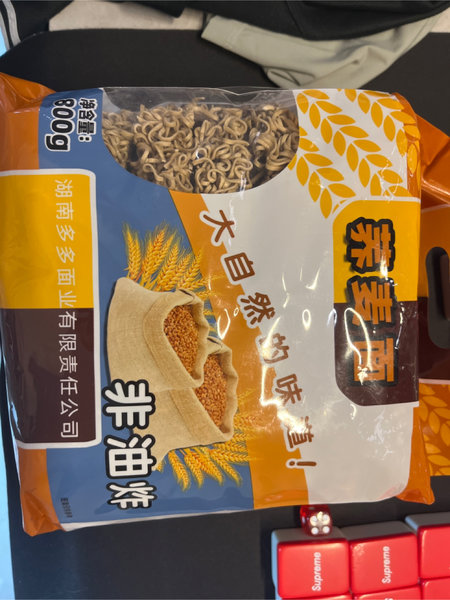 荞麦面
大自然的味道!
非油炸
净含量:
800g
湖南多多面业有限责任公司
Supreme
Supreme